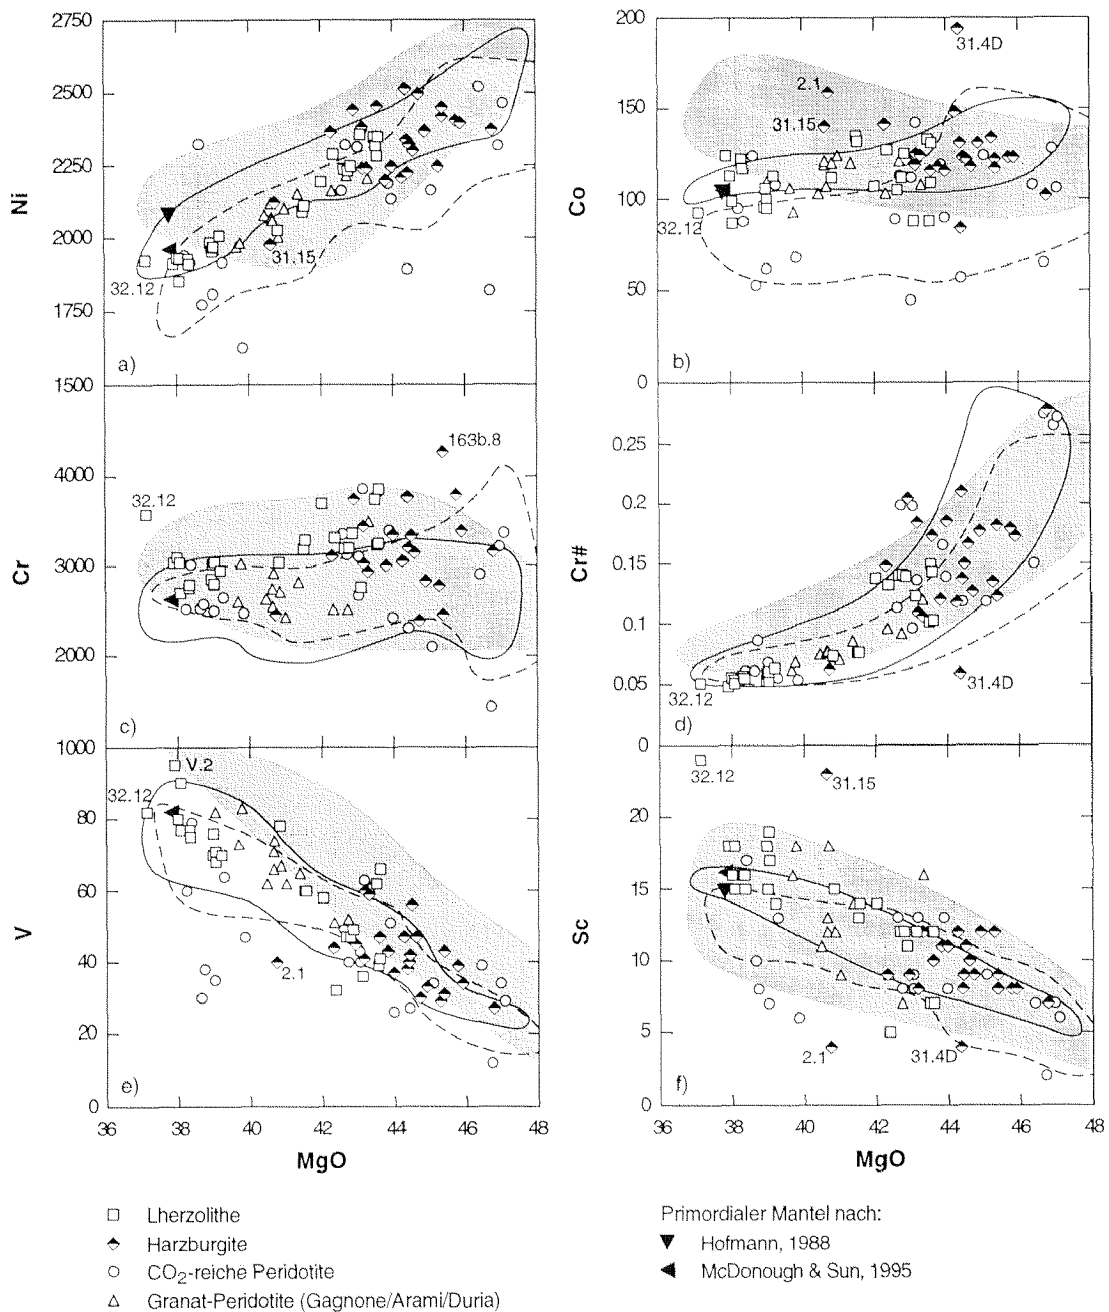 2750
2500
2250
2000
1750
1500
Ni
31.15
32.12
a)
200
150
100
50
0
Co
31.4D
2.1
31.15
32.12
b)
4000
3000
2000
1000
Cr
163b.8
32.12
c)
0.25
0.2
0.15
0.1
0.05
0
Cr#
32.12
31.4D
d)
80
60
40
20
0
V
V.2
32.12
2.1
e)
36 38 40 42 44 46 48
MgO
20
15
10
5
0
Sc
32.12
31.15
2.1
31.4D
f)
36 38 40 42 44 46 48
MgO
Lherzolithe
Harzburgite
CO2-reiche Peridotite
Granat-Peridotite (Gagnone/Arami/Duria)
Primordialer Mantel nach:
Hofmann, 1988
McDonough & Sun, 1995